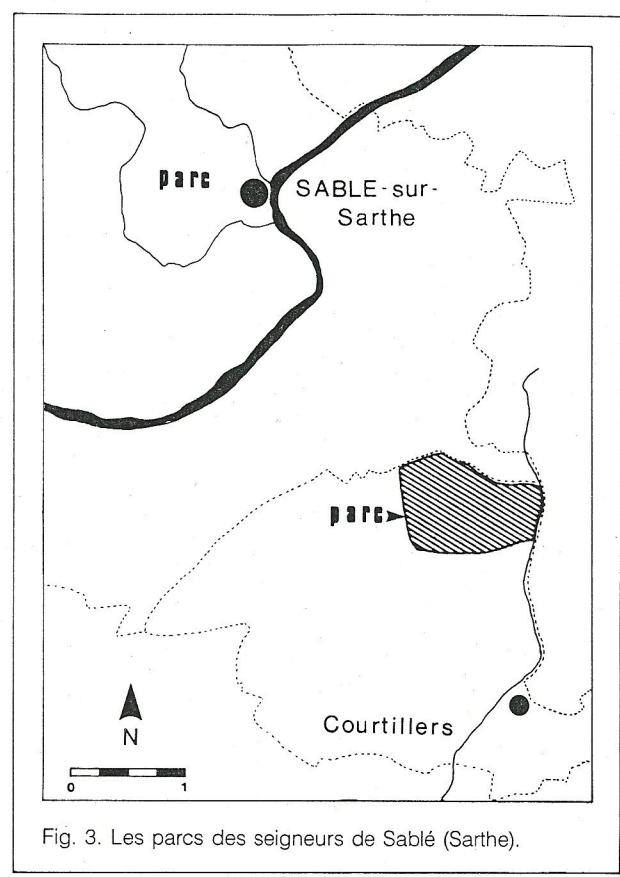 parc
SABLE-sur-
Sarthe
parc
Courtillers
N
0 1
Fig. 3. Les parcs des seigneurs de Sablé (Sarthe).